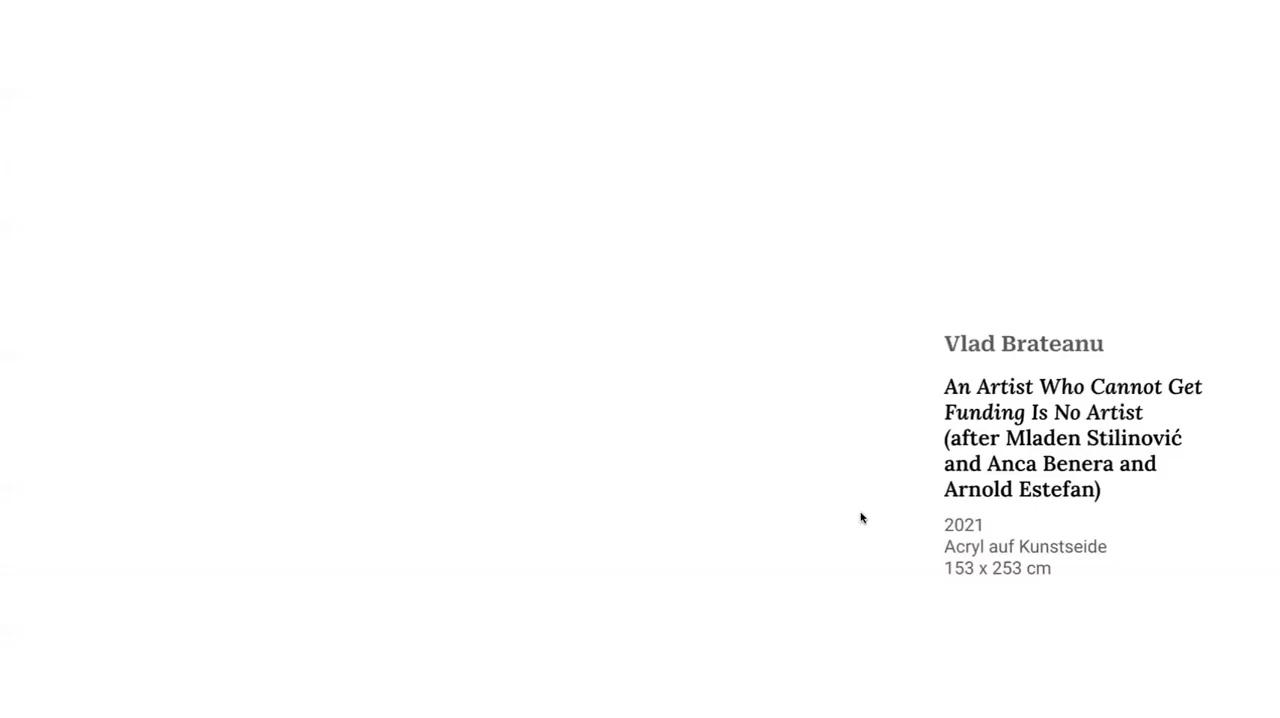 Vlad Brateanu
An Artist Who Cannot Get
Funding Is No Artist
(after Mladen Stilinović
and Anca Benera and
Arnold Estefan)
2021
Acryl auf Kunstseide
153 x 253 cm